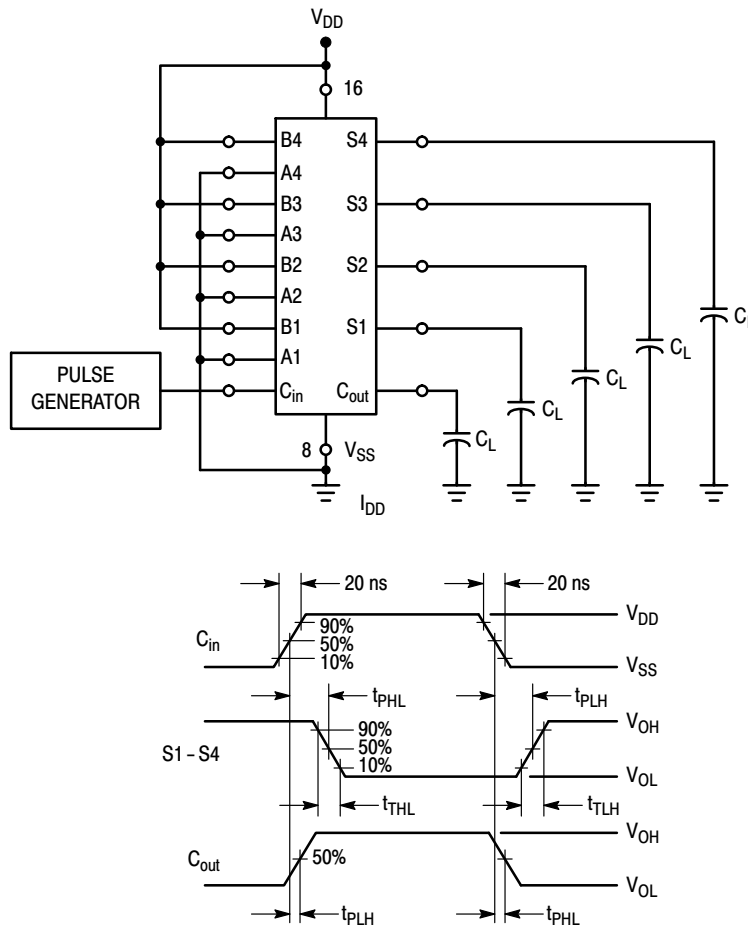 VDD
16
B4 S4
A4
B3 S3
A3
B2 S2
A2
B1 S1
A1
PULSE
GENERATOR
Cin Cout
CL
CL
CL
CL
C
8 VSS
IDD
20 ns 20 ns
Cin
90%
50%
10%
VDD
VSS
tPHL tPLH
S1 – S4
90%
50%
10%
VOH
VOL
tTHL tTLH
Cout
50%
VOH
VOL
tPLH tPHL